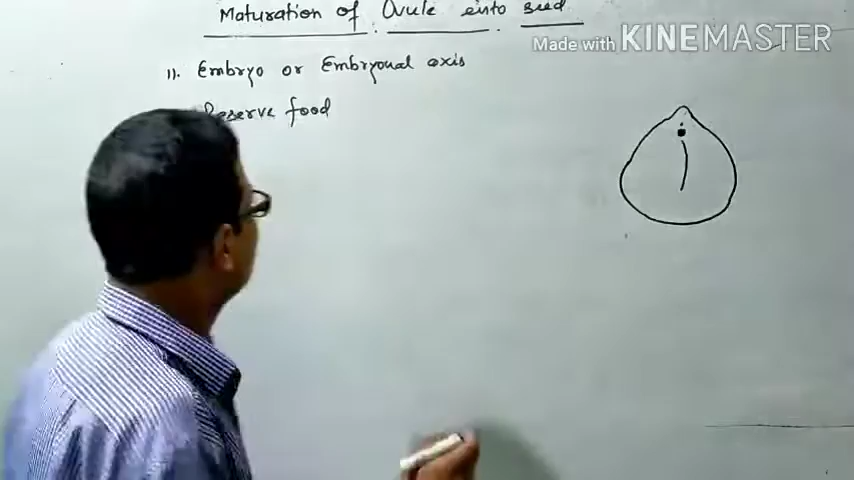 Maturation of Ovule into seed
Made with KINEMASTER
11. Embryo or Embryonal axis
Reserve food